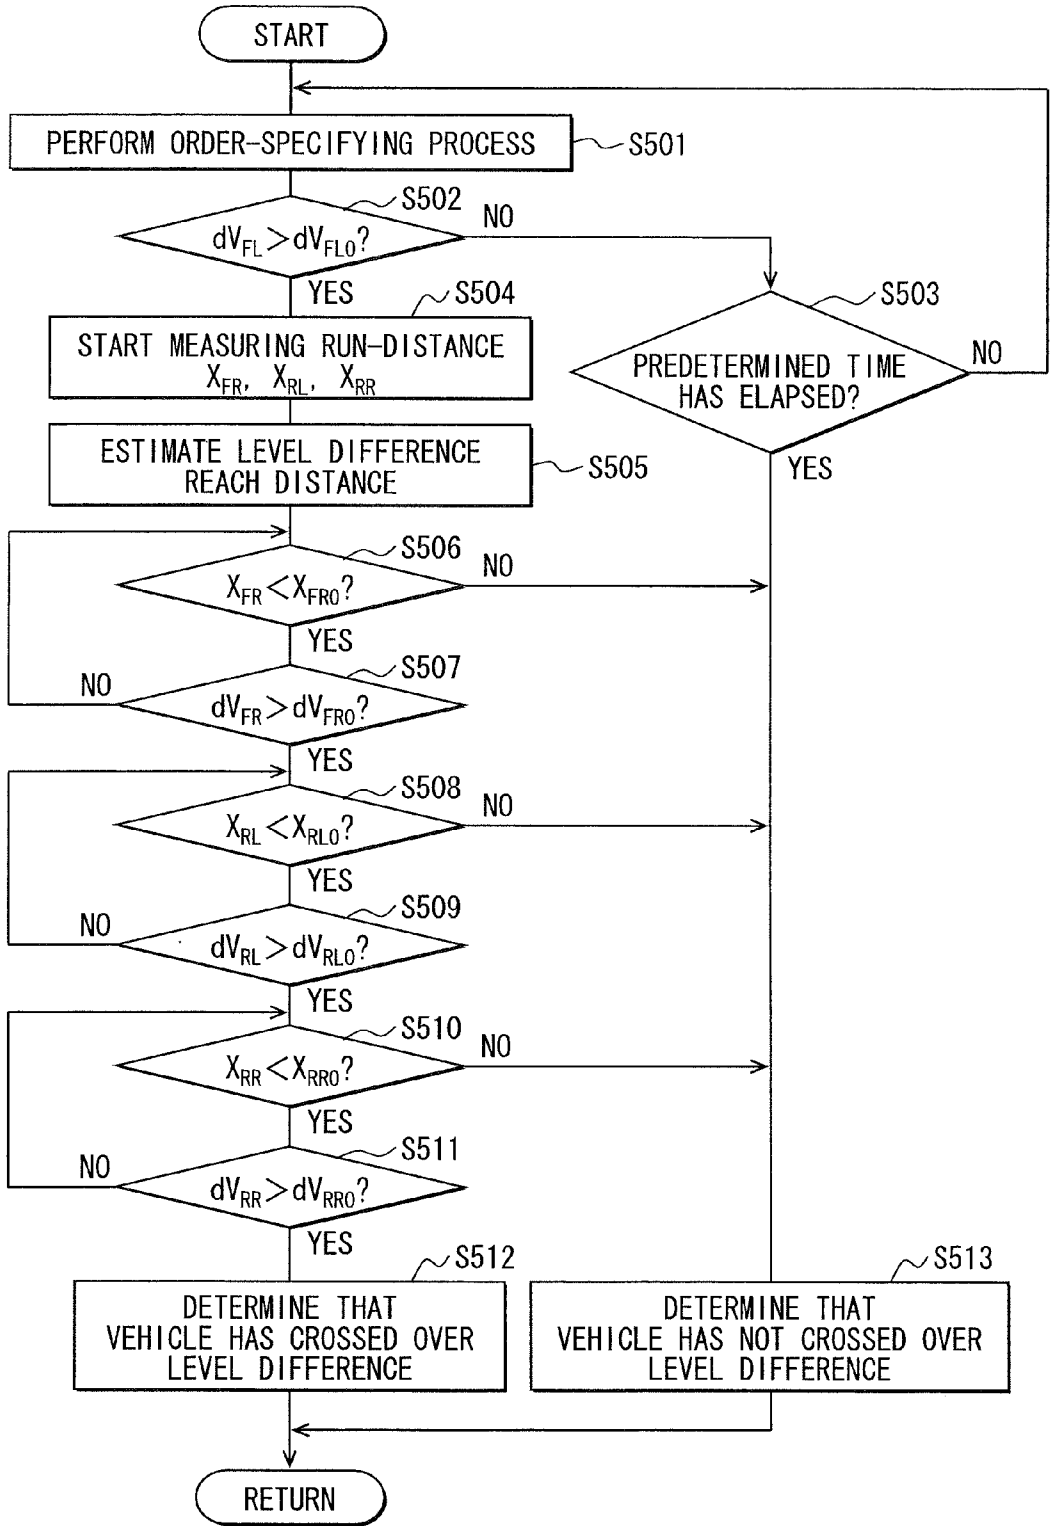 START
PERFORM ORDER-SPECIFYING PROCESS
S501
S502
dV_FL > dV_FL0?
NO
YES
S503
PREDETERMINED TIME
HAS ELAPSED?
NO
YES
S504
START MEASURING RUN-DISTANCE
X_FR, X_RL, X_RR
ESTIMATE LEVEL DIFFERENCE
REACH DISTANCE
S505
S506
X_FR < X_FR0?
NO
YES
S507
dV_FR > dV_FR0?
NO
YES
S508
X_RL < X_RL0?
NO
YES
S509
dV_RL > dV_RL0?
NO
YES
S510
X_RR < X_RR0?
NO
YES
S511
dV_RR > dV_RR0?
NO
YES
S512
DETERMINE THAT
VEHICLE HAS CROSSED OVER
LEVEL DIFFERENCE
S513
DETERMINE THAT
VEHICLE HAS NOT CROSSED OVER
LEVEL DIFFERENCE
RETURN